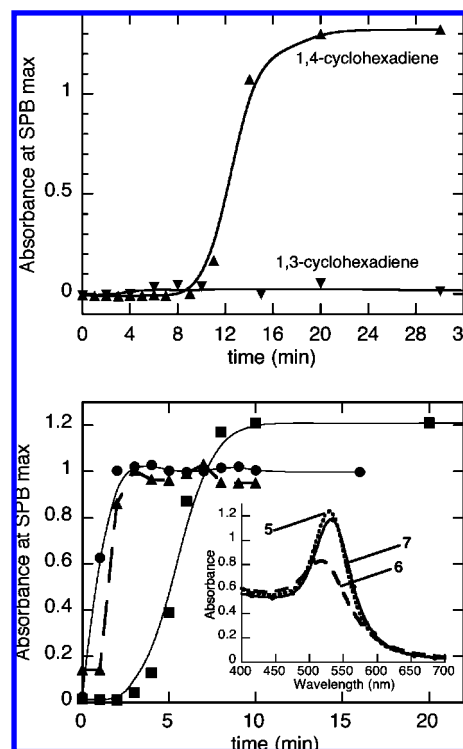 Absorbance at SPB max
1
0.5
0
1,4-cyclohexadiene
1,3-cyclohexadiene
0 4 8 12 16 20 24 28 32
time (min)
Absorbance at SPB max
1.2
1
0.8
0.6
0.4
0.2
0
0 5 10 15 20
time (min)
Absorbance
1.2
1
0.8
0.6
0.4
0.2
0
5
7
6
400 450 500 550 600 650 700
Wavelength (nm)